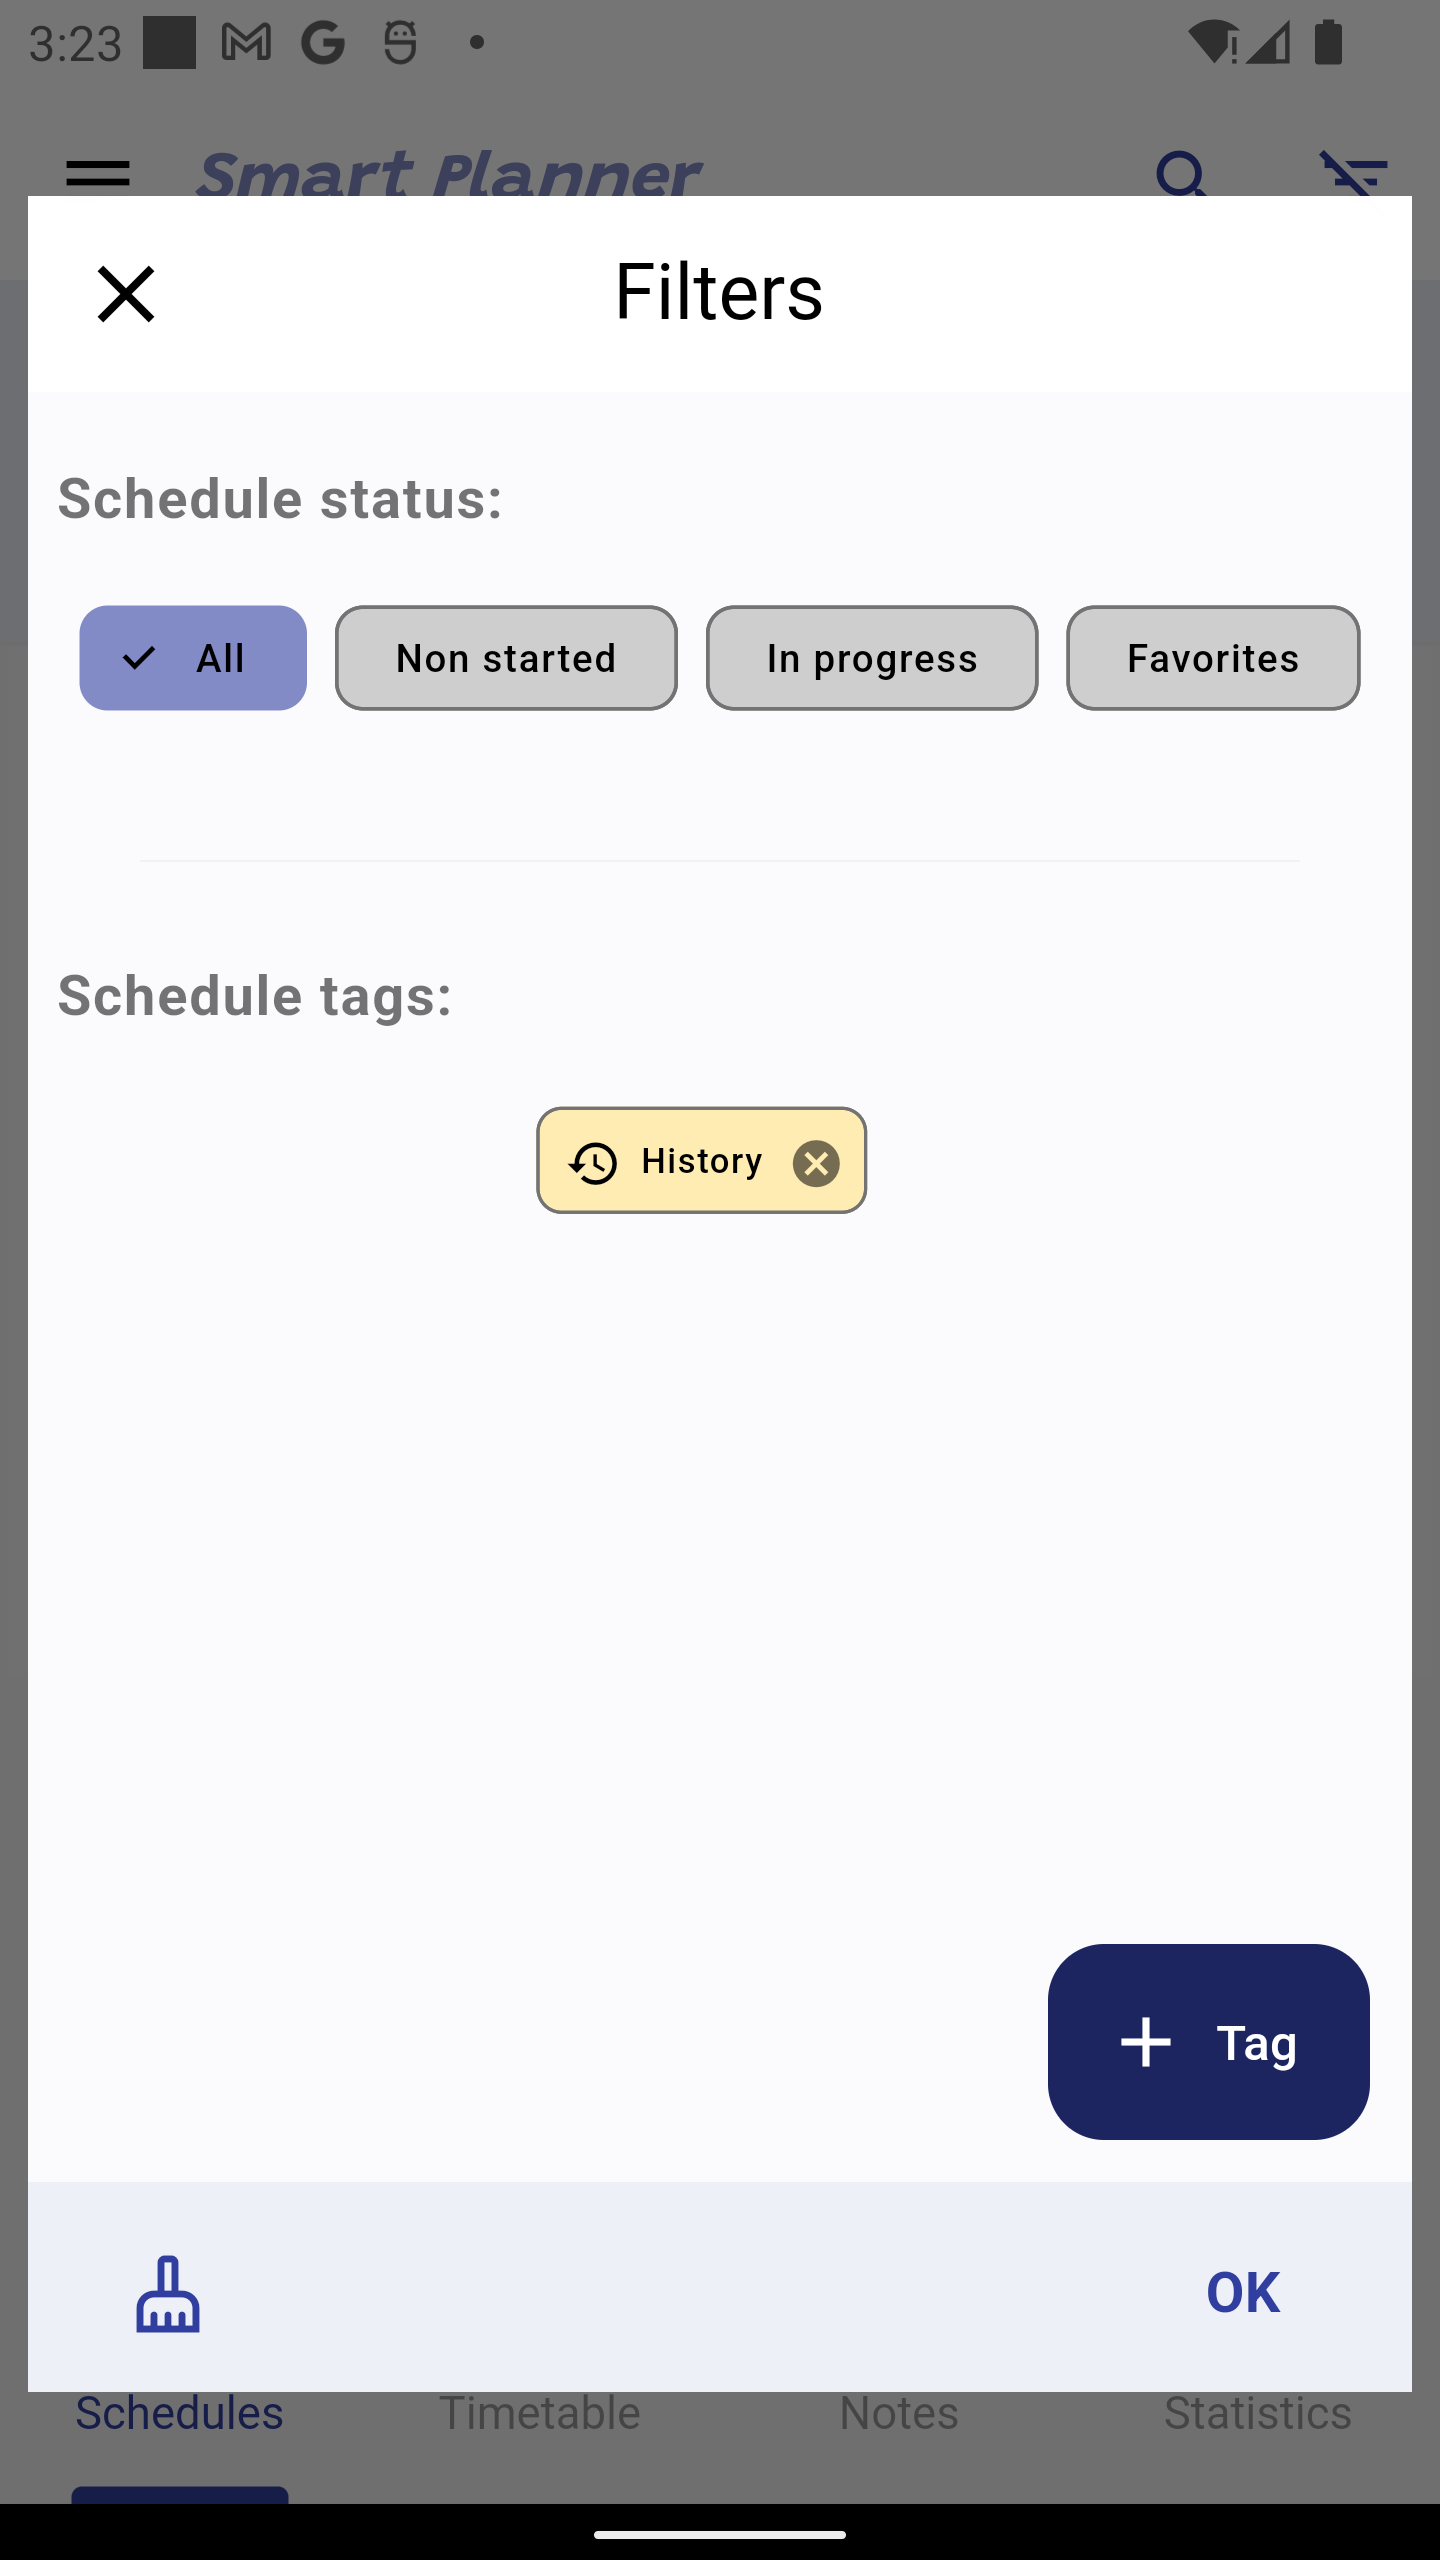 3:23
Smart Planner
Filters
Schedule status:
All
Non started
In progress
Favorites
Schedule tags:
History
Tag
OK
Schedules
Timetable
Notes
Statistics